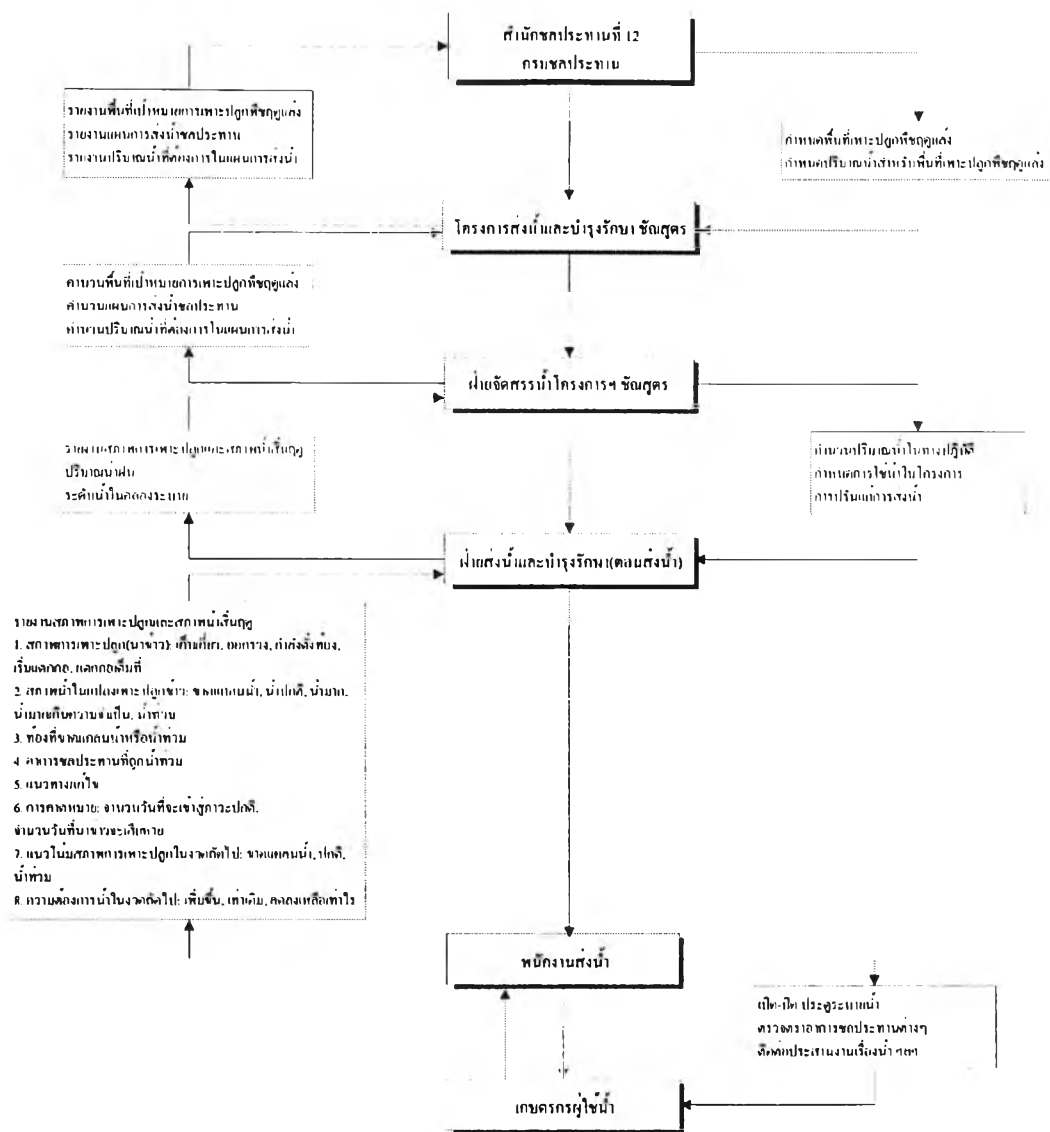 สำนักชลประทานที่ 12
กรมชลประทาน
รายงานพื้นที่เป้าหมายการเพาะปลูกพืชฤดูแล้ง
รายงานแผนการส่งน้ำชลประทาน
รายงานปริมาณน้ำที่ต้องการในแผนการส่งน้ำ
กำหนดพื้นที่เพาะปลูกพืชฤดูแล้ง
กำหนดปริมาณน้ำสำหรับพื้นที่เพาะปลูกพืชฤดูแล้ง
โครงการส่งน้ำและบำรุงรักษา ชัณสูตร
คำนวนพื้นที่เป้าหมายการเพาะปลูกพืชฤดูแล้ง
คำนวนแผนการส่งน้ำชลประทาน
คำนวนปริมาณน้ำที่ต้องการในแผนการส่งน้ำ
ฝ่ายจัดสรรน้ำโครงการฯ ชัณสูตร
รายงานสภาพการเพาะปลูกและสภาพน้ำในฤดู
ปริมาณน้ำฝน
ระดับน้ำในคลองระบาย
คำนวนปริมาณน้ำในทางปฏิบัติ
กำหนดการใช้น้ำในโครงการ
การปรับแก้การส่งน้ำ
ฝ่ายส่งน้ำและบำรุงรักษา(ตอนส่งน้ำ)
รายงานสภาพการเพาะปลูกและสภาพน้ำในฤดู
1. สภาพการเพาะปลูก(นาข้าว): เก็บเกี่ยว, ออกรวง, กำลังตั้งท้อง,
เริ่มแตกกอ, แตกกอเต็มที่
2. สภาพน้ำในแปลงเพาะปลูกข้าว: ขาดแคลนน้ำ, น้ำปกติ, น้ำมาก,
น้ำมากเกินความจำเป็น, น้ำท่วม
3. ท้องที่ขาดแคลนน้ำหรือน้ำท่วม
4. อาคารชลประทานที่ถูกน้ำท่วม
5. แนวทางแก้ไข
6. การคาดหมาย: จำนวนวันที่จะเข้าสู่ภาวะปกติ,
จำนวนวันที่นาข้าวจะเสียหาย
7. แนวโน้มสภาพการเพาะปลูกในงวดถัดไป: ขาดแคลนน้ำ, ปกติ,
น้ำท่วม
8. ความต้องการน้ำในงวดถัดไป: เพิ่มขึ้น, เท่าเดิม, ลดลงเหลือเท่าไร
พนักงานส่งน้ำ
เปิด-ปิด ประตูระบายน้ำ
ตรวจตราอาคารชลประทานต่างๆ
ติดต่อประสานงานเรื่องน้ำ ฯลฯ
เกษตรกรผู้ใช้น้ำ